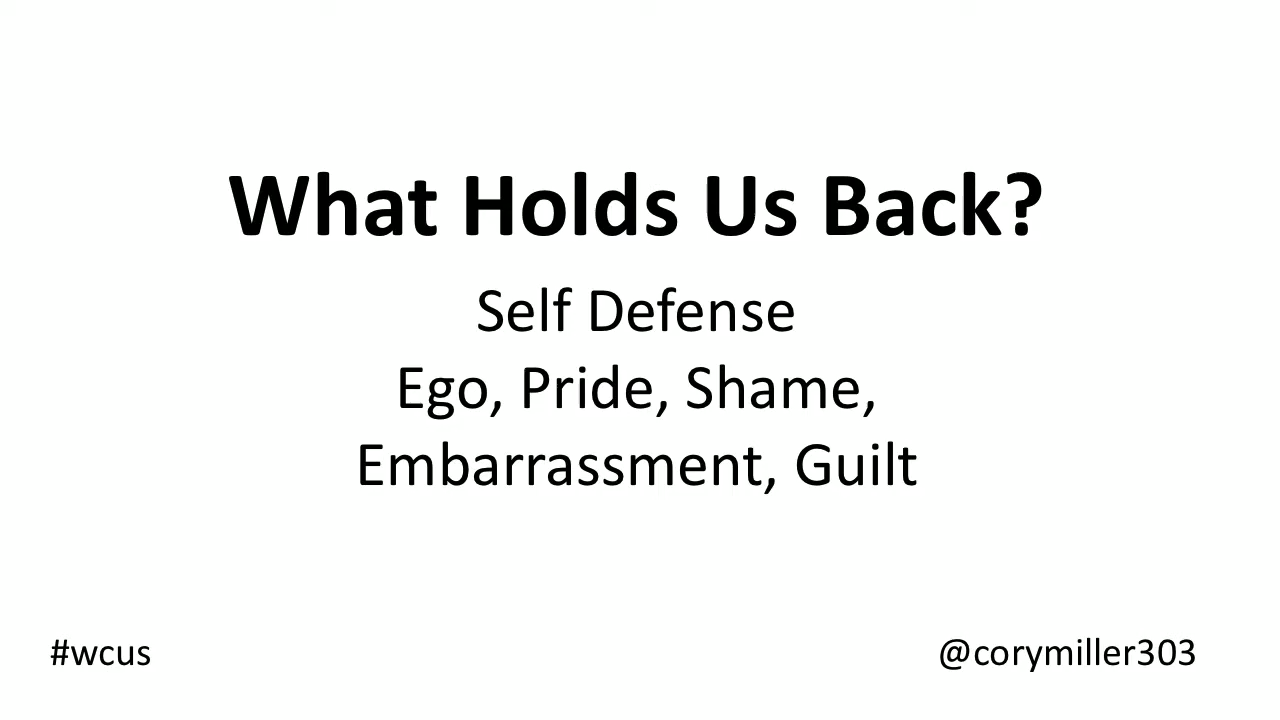 What Holds Us Back?
Self Defense
Ego, Pride, Shame,
Embarrassment, Guilt
#wcus
@corymiller303